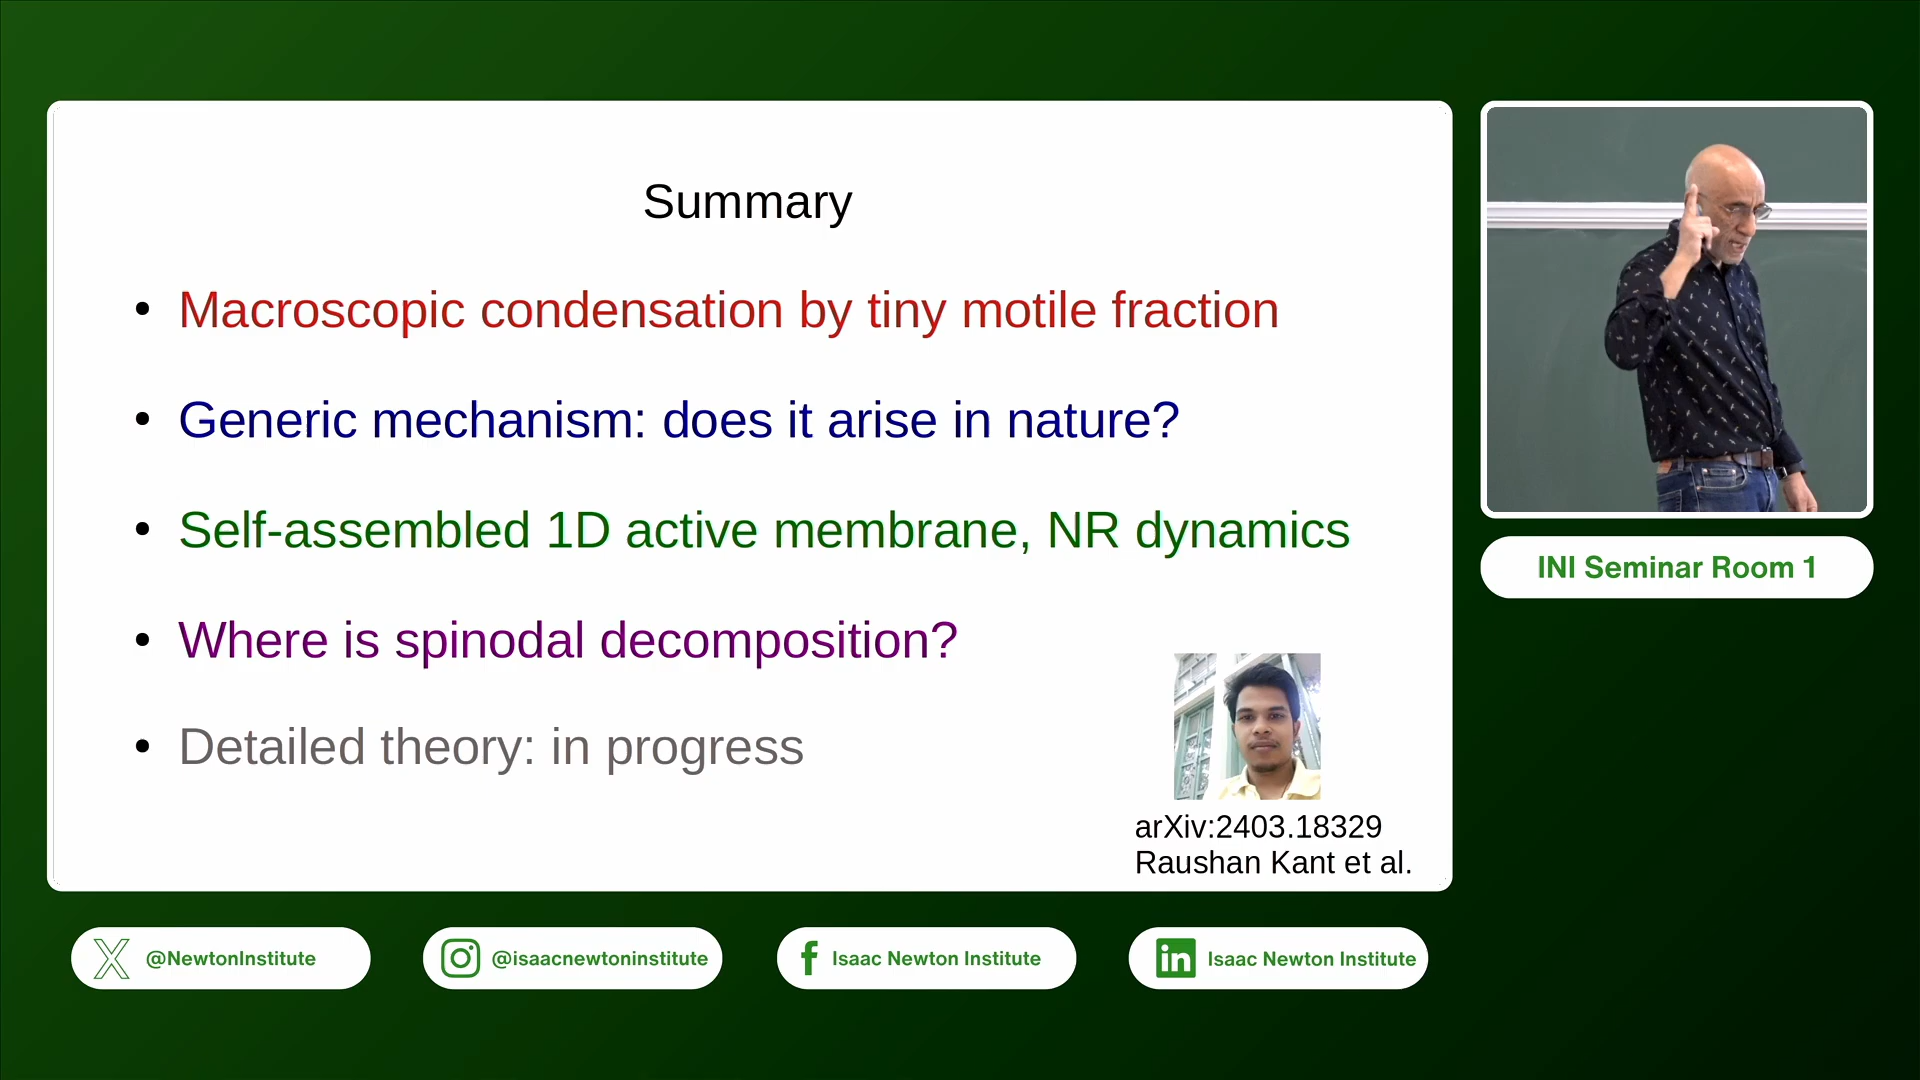 Summary
Macroscopic condensation by tiny motile fraction
Generic mechanism: does it arise in nature?
Self-assembled 1D active membrane, NR dynamics
Where is spinodal decomposition?
Detailed theory: in progress
arXiv:2403.18329
Raushan Kant et al.
INI Seminar Room 1
@NewtonInstitute
@isaacnewtoninstitute
Isaac Newton Institute
Isaac Newton Institute